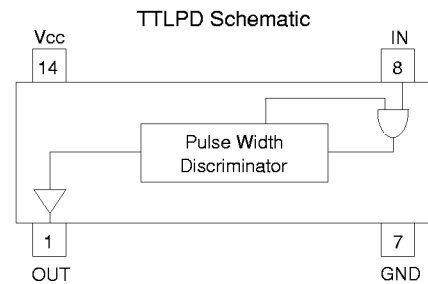 TTLPD Schematic
Vcc IN
14 8
Pulse Width
Discriminator
1 7
OUT GND